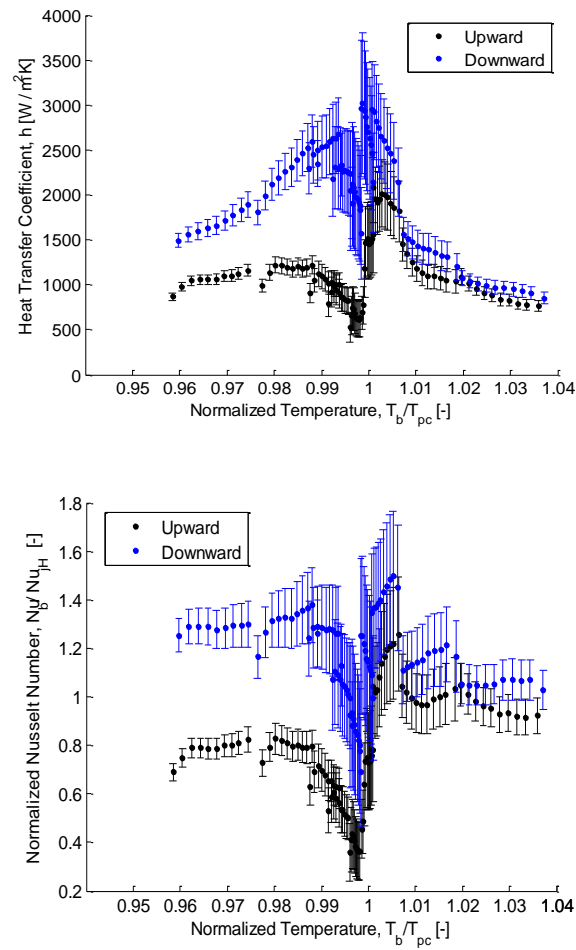 4000
3500
3000
2500
2000
1500
1000
500
0
Heat Transfer Coefficient, h [W / m²K]
Upward
Downward
0.95 0.96 0.97 0.98 0.99 1 1.01 1.02 1.03 1.04
Normalized Temperature, T_b/T_pc [-]
1.8
1.6
1.4
1.2
1
0.8
0.6
0.4
0.2
Normalized Nusselt Number, Nu_b/Nu_jH [-]
Upward
Downward
0.95 0.96 0.97 0.98 0.99 1 1.01 1.02 1.03 1.04
Normalized Temperature, T_b/T_pc [-]